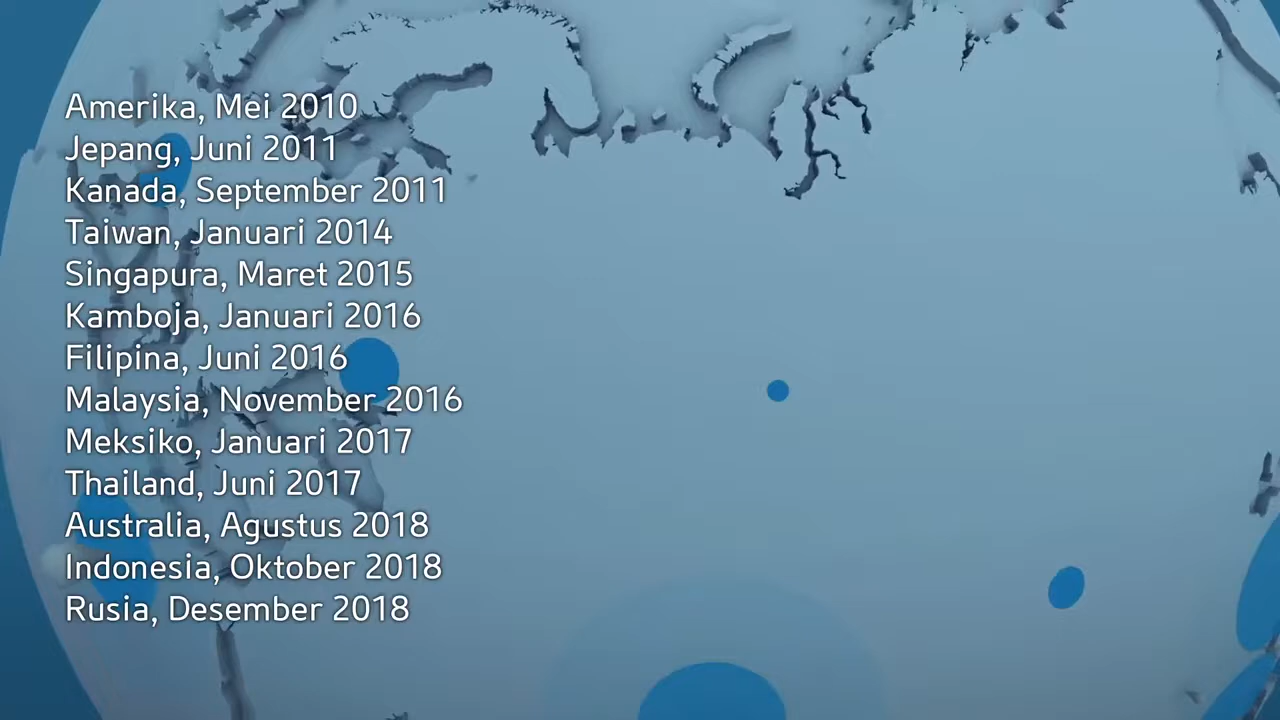 Amerika, Mei 2010
Jepang, Juni 2011
Kanada, September 2011
Taiwan, Januari 2014
Singapura, Maret 2015
Kamboja, Januari 2016
Filipina, Juni 2016
Malaysia, November 2016
Meksiko, Januari 2017
Thailand, Juni 2017
Australia, Agustus 2018
Indonesia, Oktober 2018
Rusia, Desember 2018